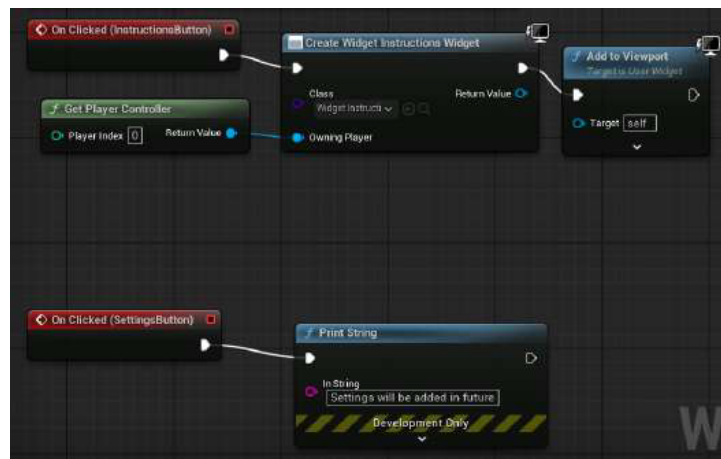 On Clicked (InstructionsButton)
Create Widget Instructions Widget
Class
Widget Instructi
Return Value
Owning Player
f Add to Viewport
Target is User Widget
Target self
f Get Player Controller
Player Index 0 Return Value
On Clicked (SettingsButton)
f Print String
In String
Settings will be added in future
Development Only
W